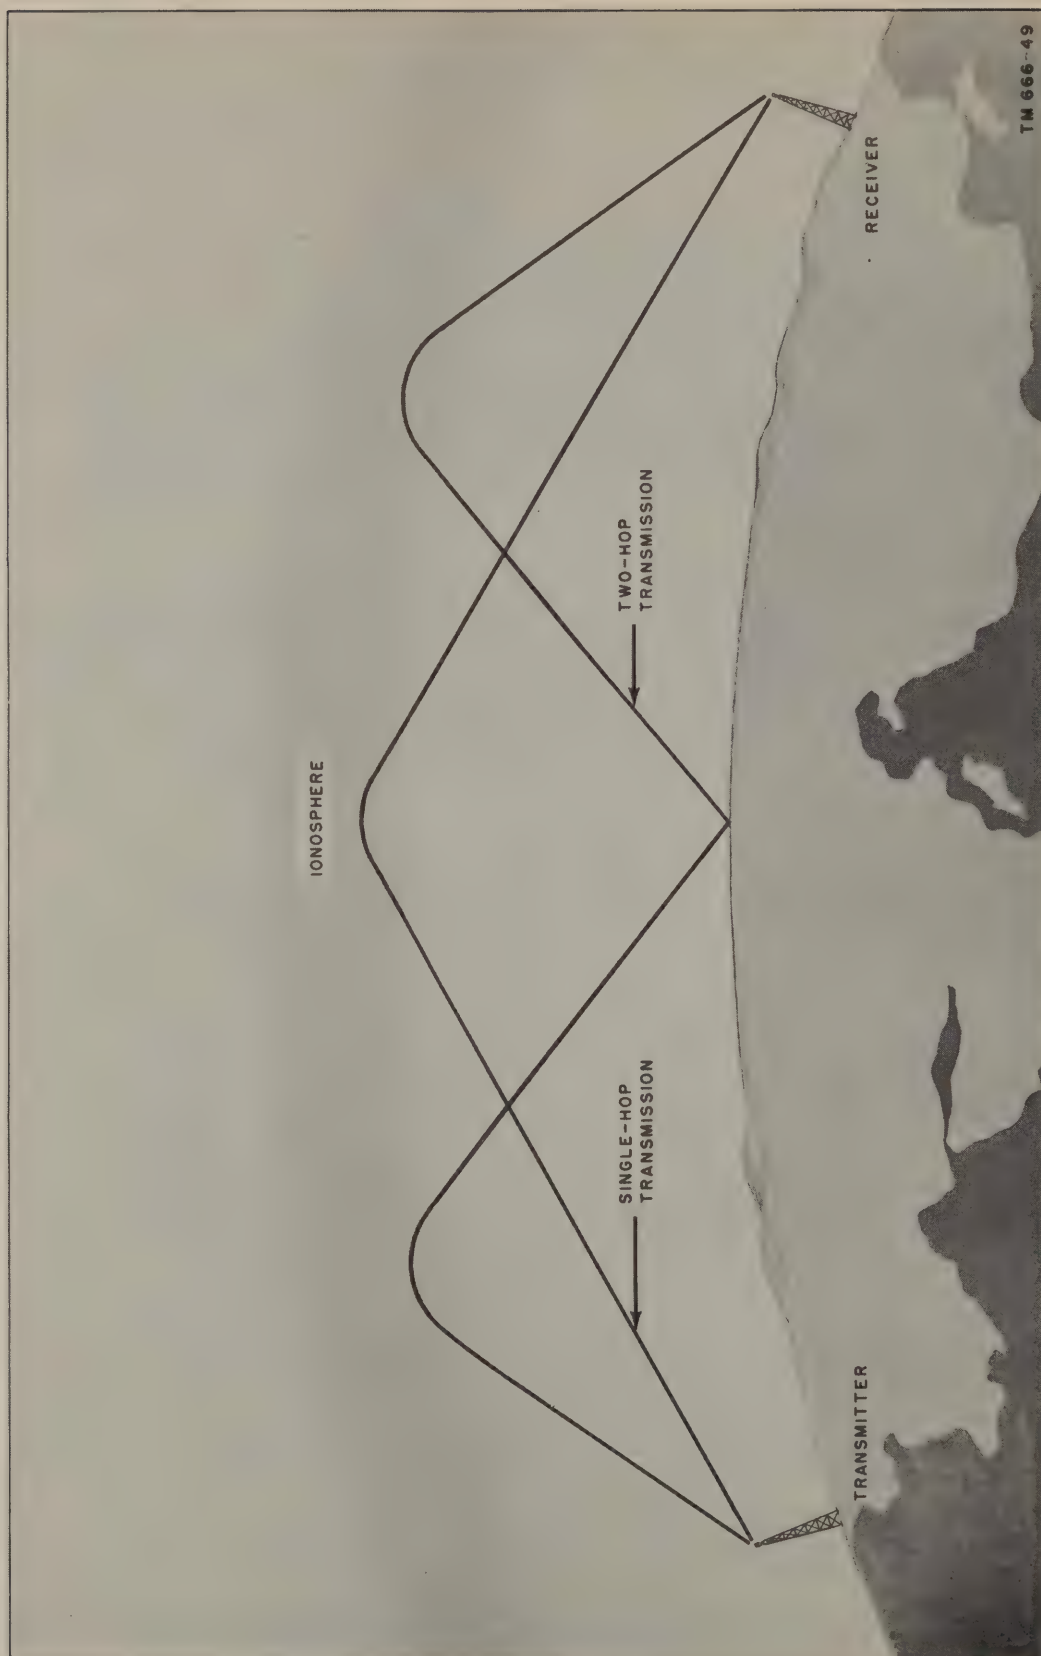 IONOSPHERE
SINGLE-HOP
TRANSMISSION
TWO-HOP
TRANSMISSION
TRANSMITTER
RECEIVER
TM 666-49